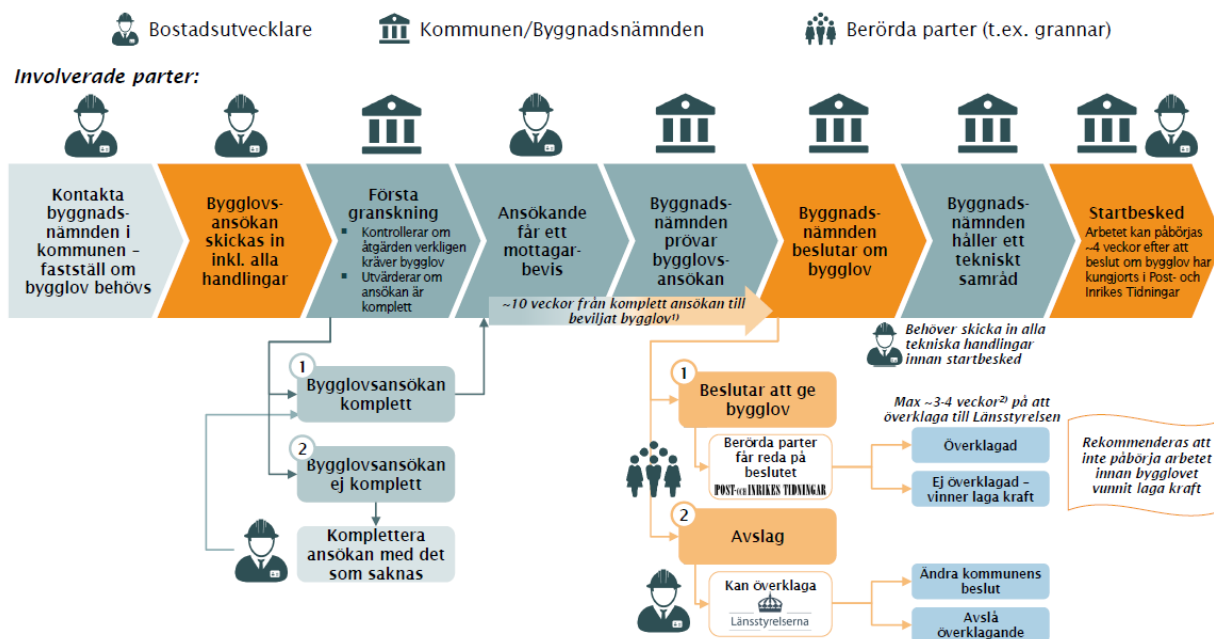 Bostadsutvecklare
Kommunen/Byggnadsnämnden
Berörda parter (t.ex. grannar)
Involverade parter:
Kontakta
byggnads-
nämnden i
kommunen –
fastställ om
bygglov behövs
Bygglovs-
ansökan
skickas in
inkl. alla
handlingar
Första
granskning
▪ Kontrollerar om
åtgärden verkligen
kräver bygglov
▪ Utvärderar om
ansökan är
komplett
Ansökande
får ett
mottagar-
bevis
Byggnads-
nämnden
prövar
bygglovs-
ansökan
Byggnads-
nämnden
beslutar om
bygglov
Byggnads-
nämnden
håller ett
tekniskt
samråd
Startbesked
Arbetet kan påbörjas
~4 veckor efter att
beslut om bygglov har
kungjorts i Post- och
Inrikes Tidningar
~10 veckor från komplett ansökan till
beviljat bygglov1)
Behöver skicka in alla
tekniska handlingar
innan startbesked
1
Bygglovsansökan
komplett
2
Bygglovsansökan
ej komplett
Komplettera
ansökan med det
som saknas
1
Beslutar att ge
bygglov
Berörda parter
får reda på
beslutet
POST- OCH INRIKES TIDNINGAR
Max ~3-4 veckor2) på att
överklaga till Länsstyrelsen
Överklagad
Ej överklagad –
vinner laga kraft
Rekommenderas att
inte påbörja arbetet
innan bygglovet
vunnit laga kraft
2
Avslag
Kan överklaga
Länsstyrelserna
Ändra kommunens
beslut
Avslå
överklagande